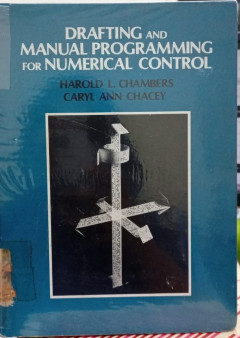 DRAFTING AND
MANUAL PROGRAMMING
FOR NUMERICAL CONTROL
HAROLD L. CHAMBERS
CARYL ANN CHACEY